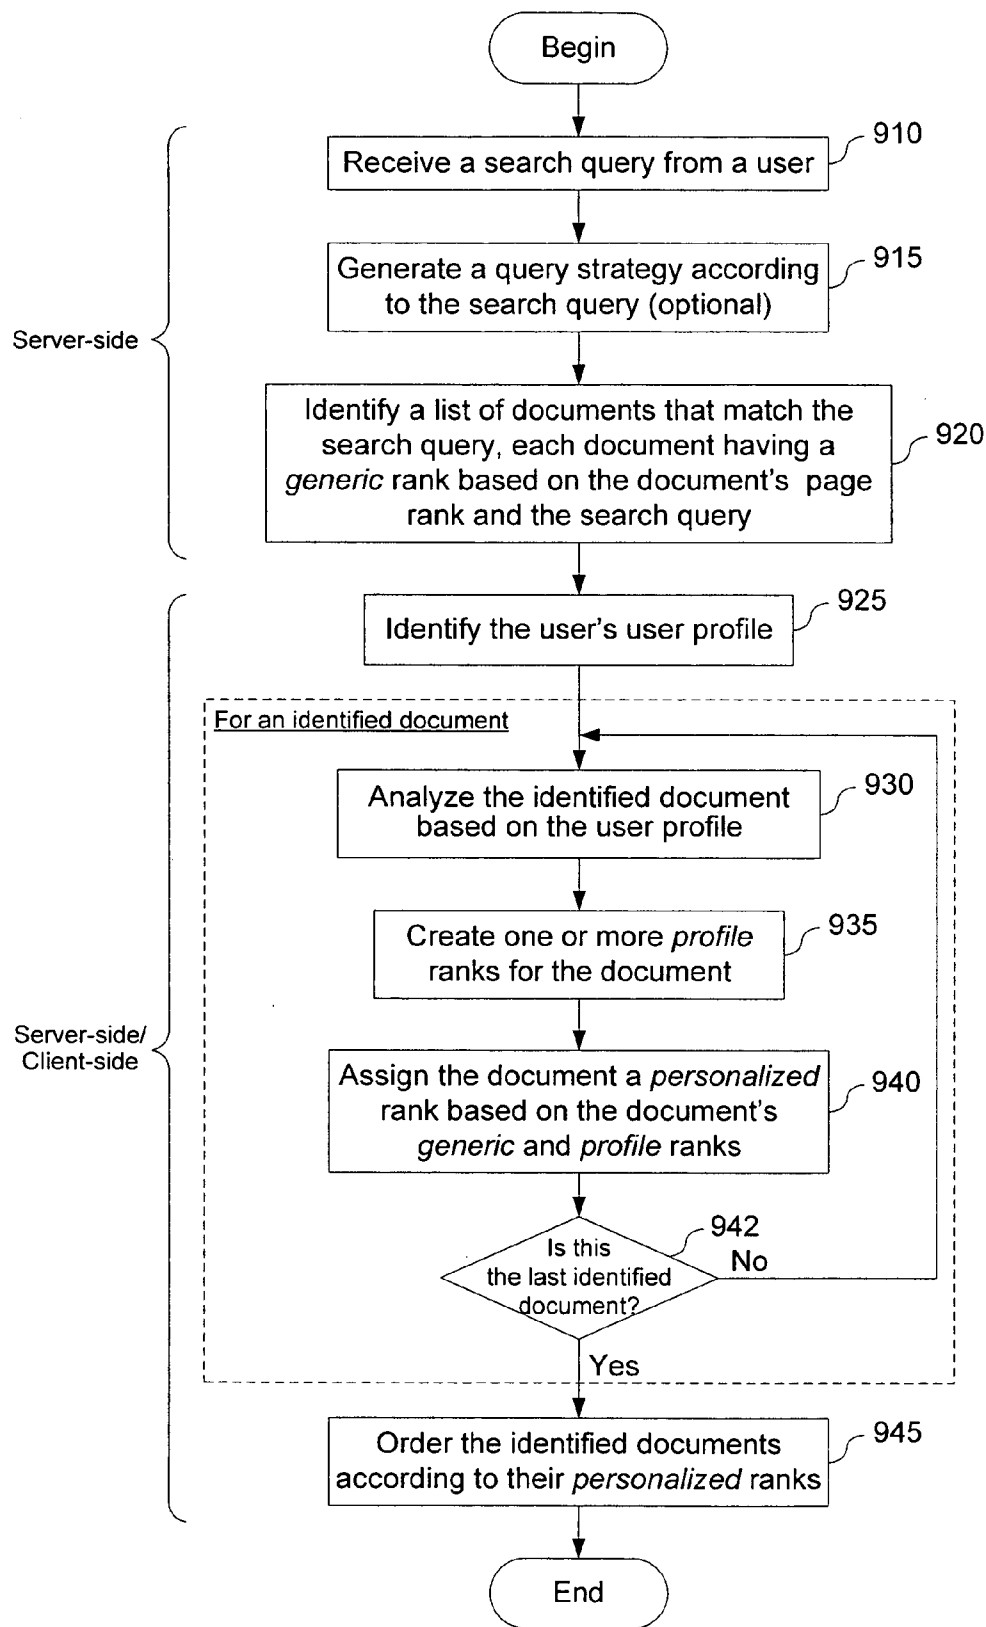 Begin
910
Receive a search query from a user
915
Generate a query strategy according
to the search query (optional)
Server-side
920
Identify a list of documents that match the
search query, each document having a
generic rank based on the document's page
rank and the search query
925
Identify the user's user profile
For an identified document
930
Analyze the identified document
based on the user profile
935
Create one or more profile
ranks for the document
Server-side/
Client-side
940
Assign the document a personalized
rank based on the document's
generic and profile ranks
942
Is this
the last identified
document?
No
Yes
945
Order the identified documents
according to their personalized ranks
End